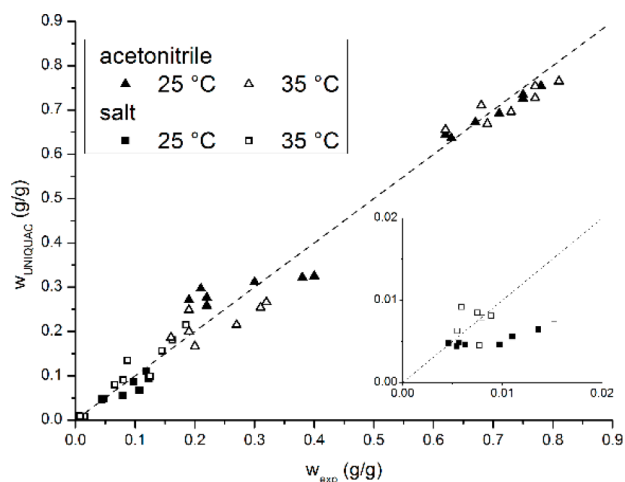 0.9
0.8
0.7
0.6
0.5
0.4
0.3
0.2
0.1
0.0
w_UNIQUAC (g/g)
acetonitrile
▲ 25 °C △ 35 °C
salt
■ 25 °C □ 35 °C
0.02
0.01
0.00
0.00 0.01 0.02
0.0 0.1 0.2 0.3 0.4 0.5 0.6 0.7 0.8 0.9
w_exp (g/g)